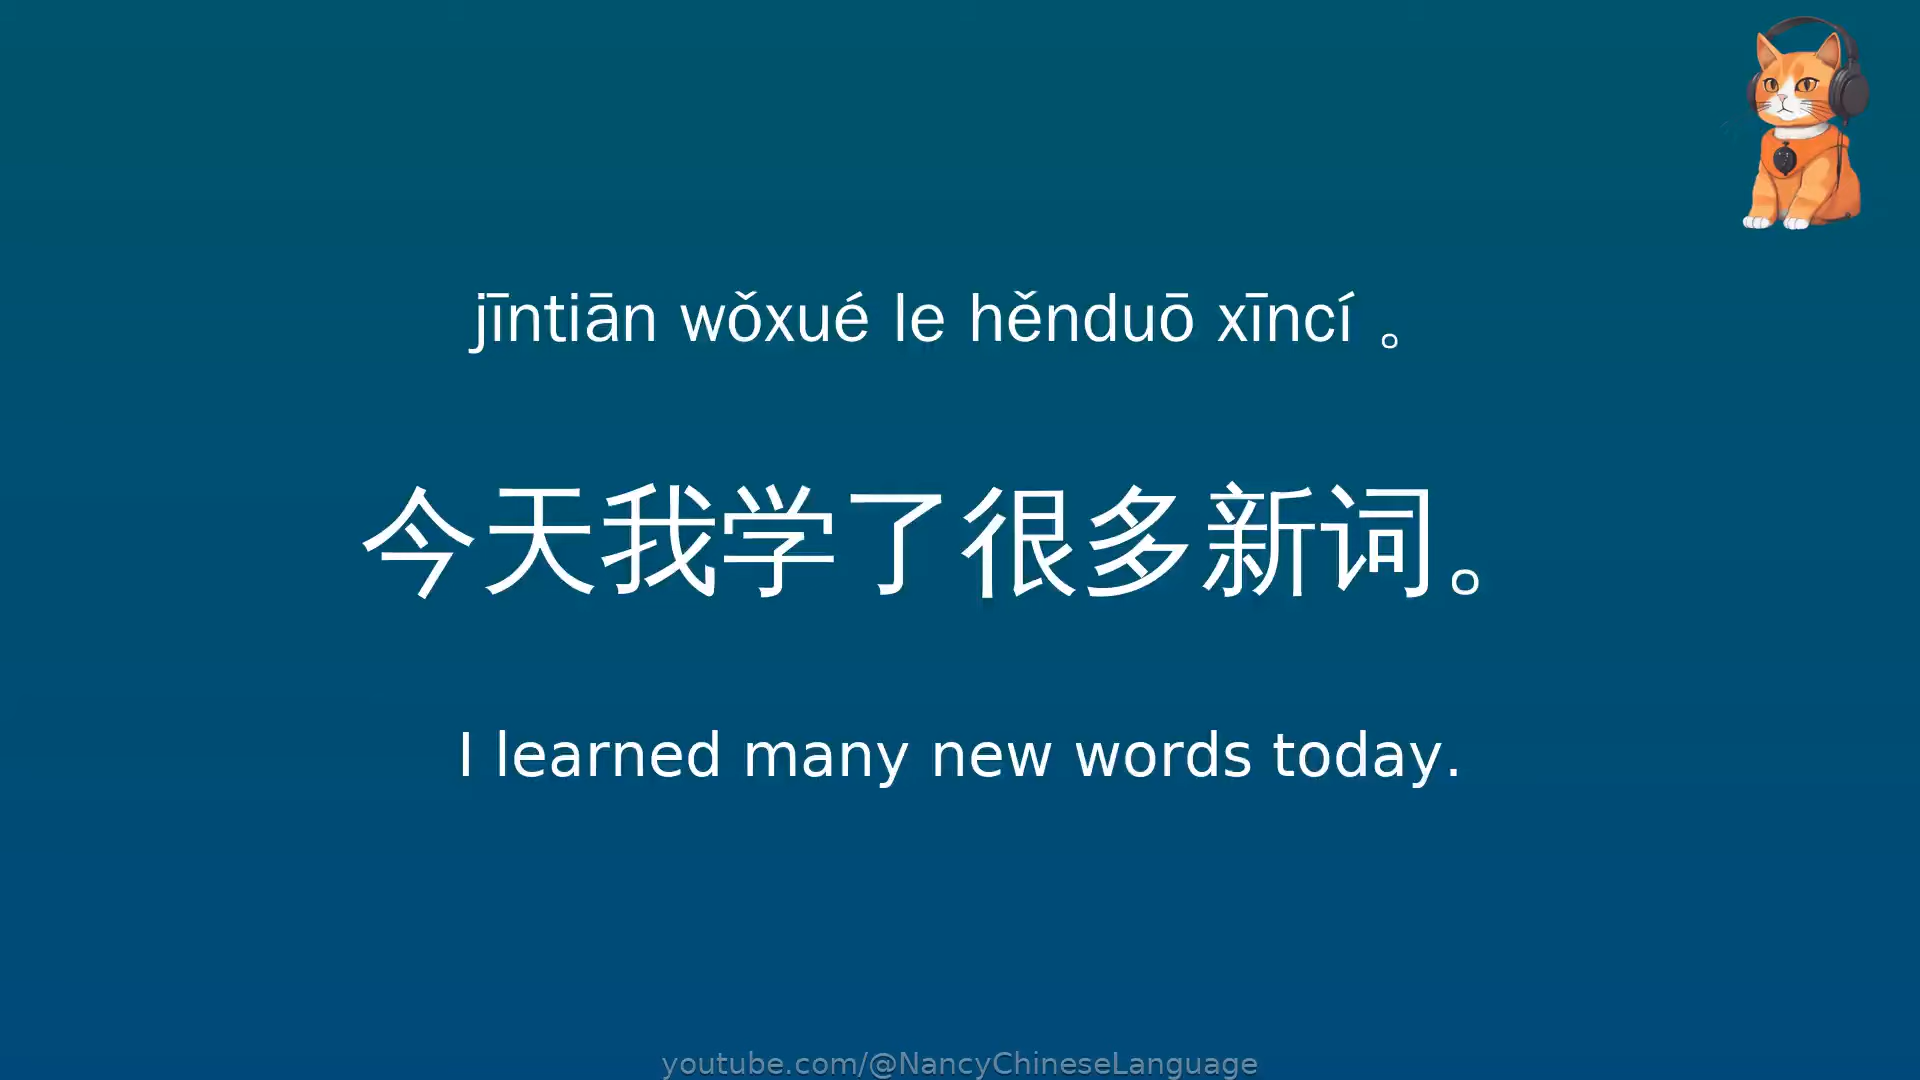 jīntiān wǒxué le hěnduō xīncí 。
今天我学了很多新词。
I learned many new words today.
youtube.com/@NancyChineseLanguage